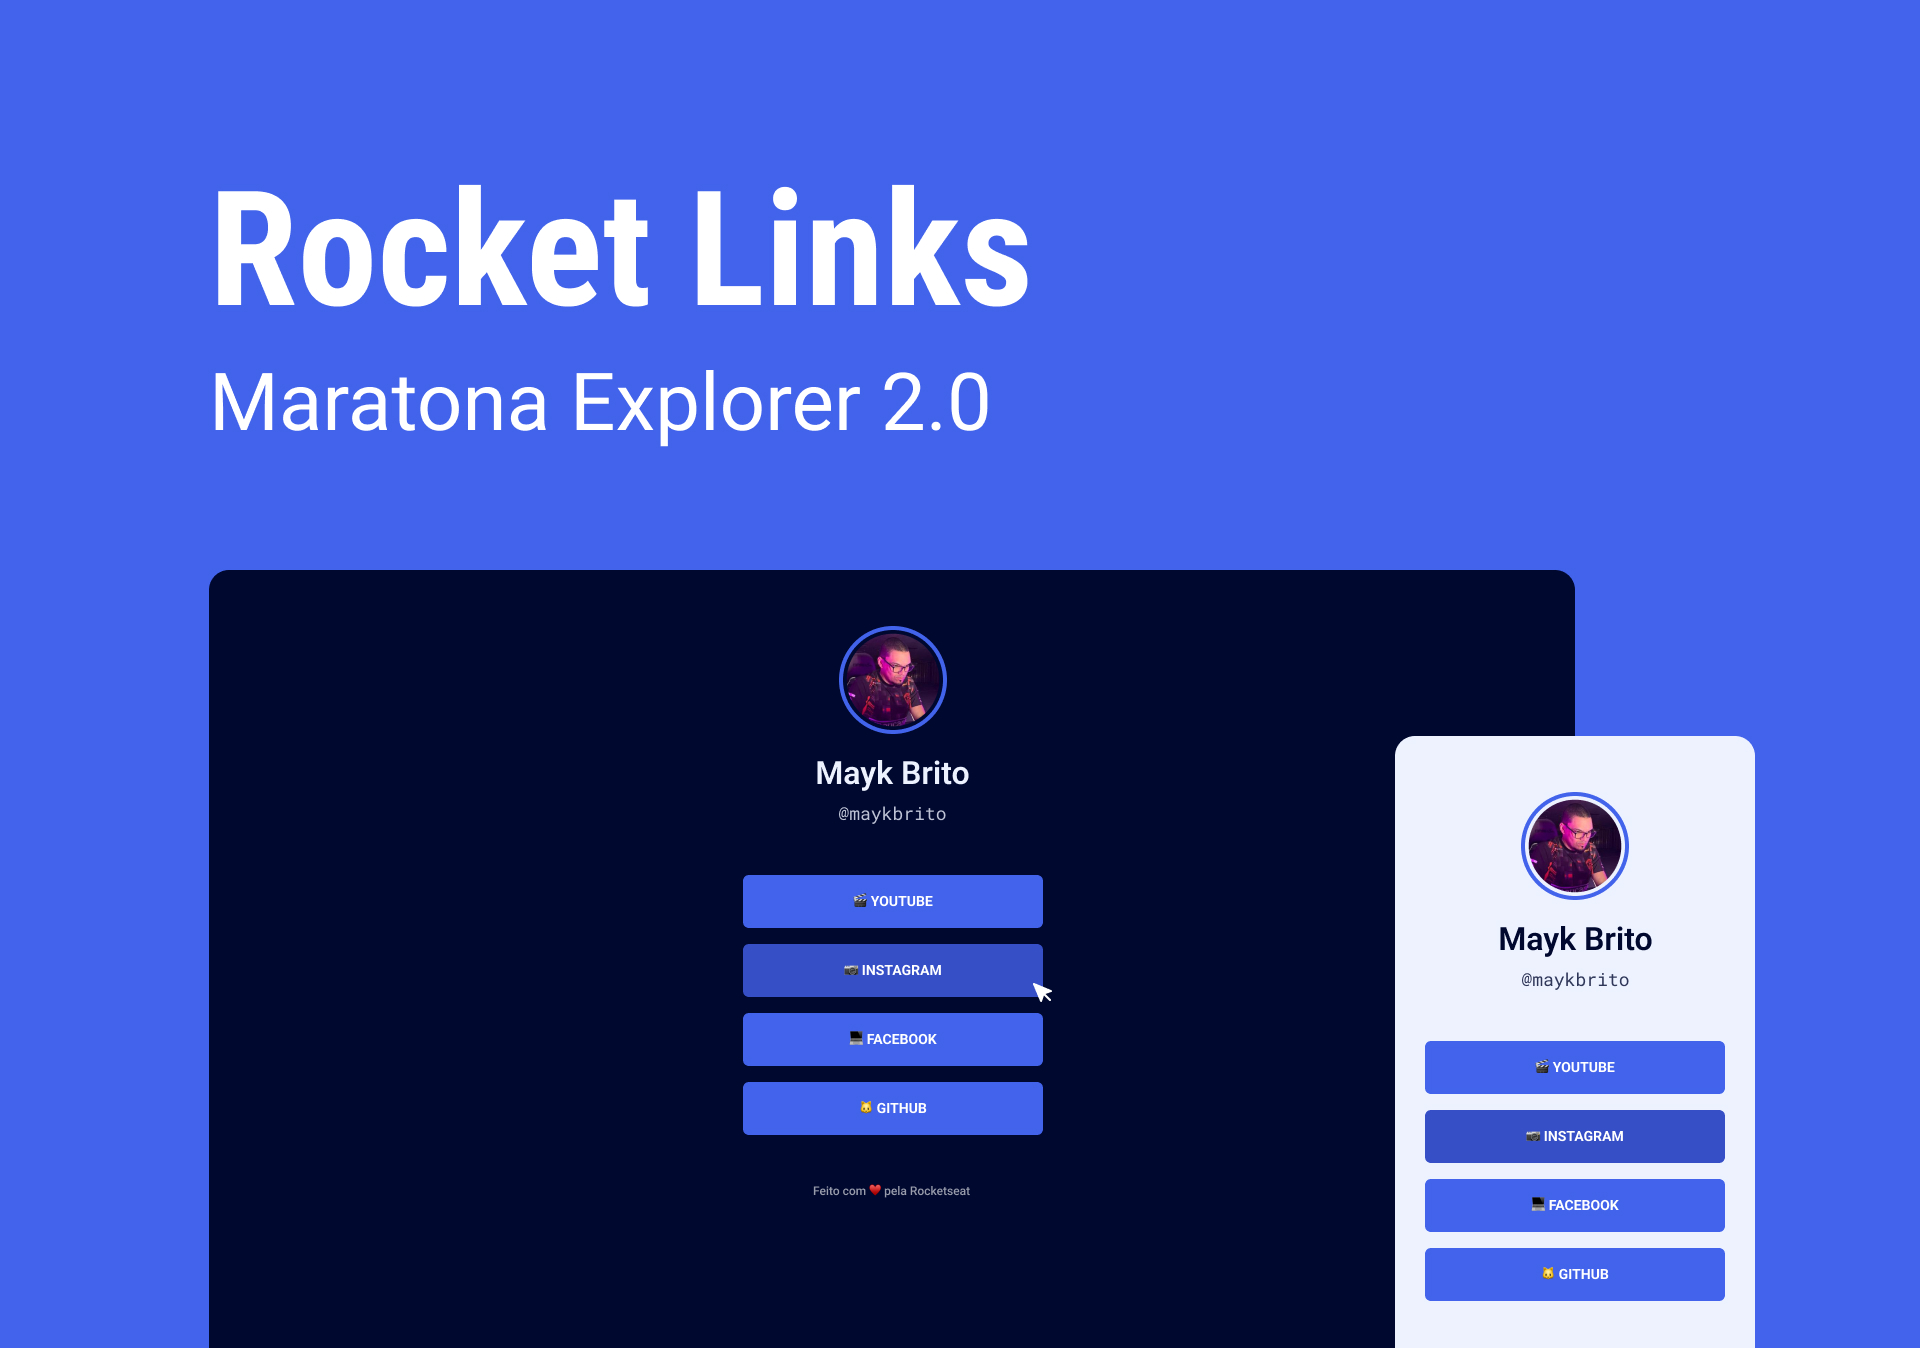 Rocket Links
Maratona Explorer 2.0
Mayk Brito
@maykbrito
🎬 YOUTUBE
📷 INSTAGRAM
💻 FACEBOOK
🐱 GITHUB
Feito com ❤️ pela Rocketseat
Mayk Brito
@maykbrito
🎬 YOUTUBE
📷 INSTAGRAM
💻 FACEBOOK
🐱 GITHUB